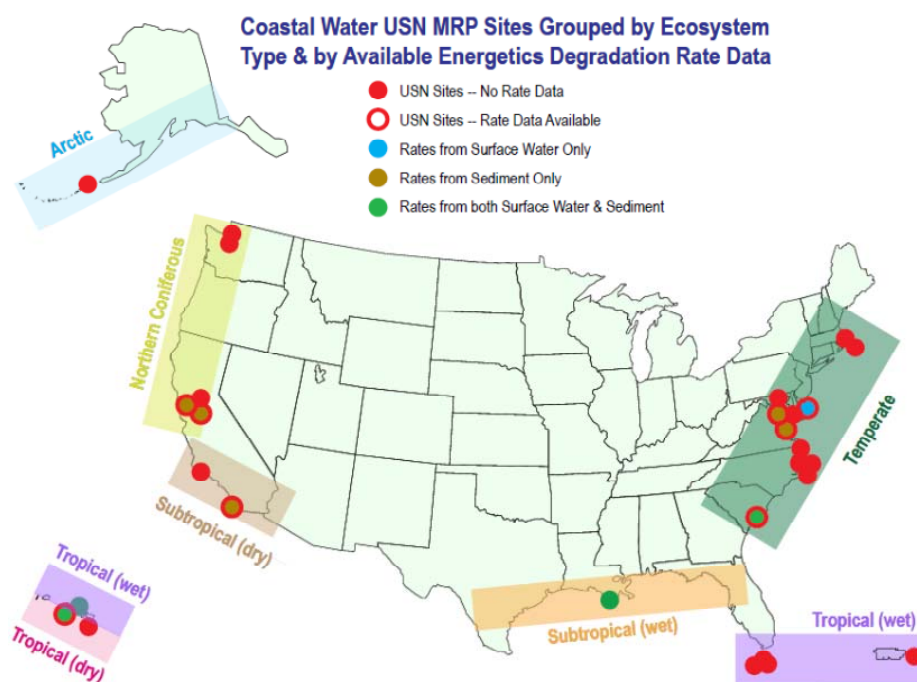 Coastal Water USN MRP Sites Grouped by Ecosystem
Type & by Available Energetics Degradation Rate Data
USN Sites -- No Rate Data
USN Sites -- Rate Data Available
Rates from Surface Water Only
Rates from Sediment Only
Rates from both Surface Water & Sediment
Arctic
Northern Coniferous
Temperate
Subtropical (dry)
Tropical (wet)
Tropical (dry)
Subtropical (wet)
Tropical (wet)